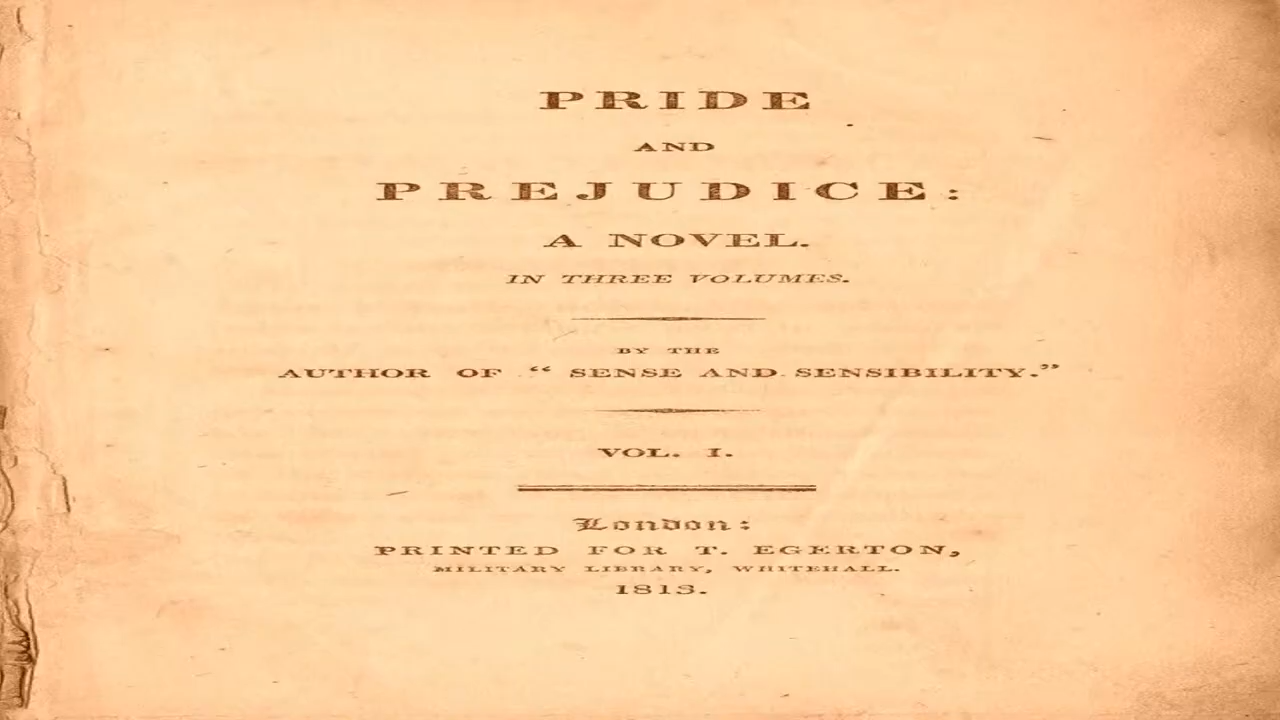 PRIDE
AND
PREJUDICE:
A NOVEL.
IN THREE VOLUMES.
BY THE
AUTHOR OF “ SENSE AND SENSIBILITY.”
VOL. I.
London:
PRINTED FOR T. EGERTON,
MILITARY LIBRARY, WHITEHALL.
1813.